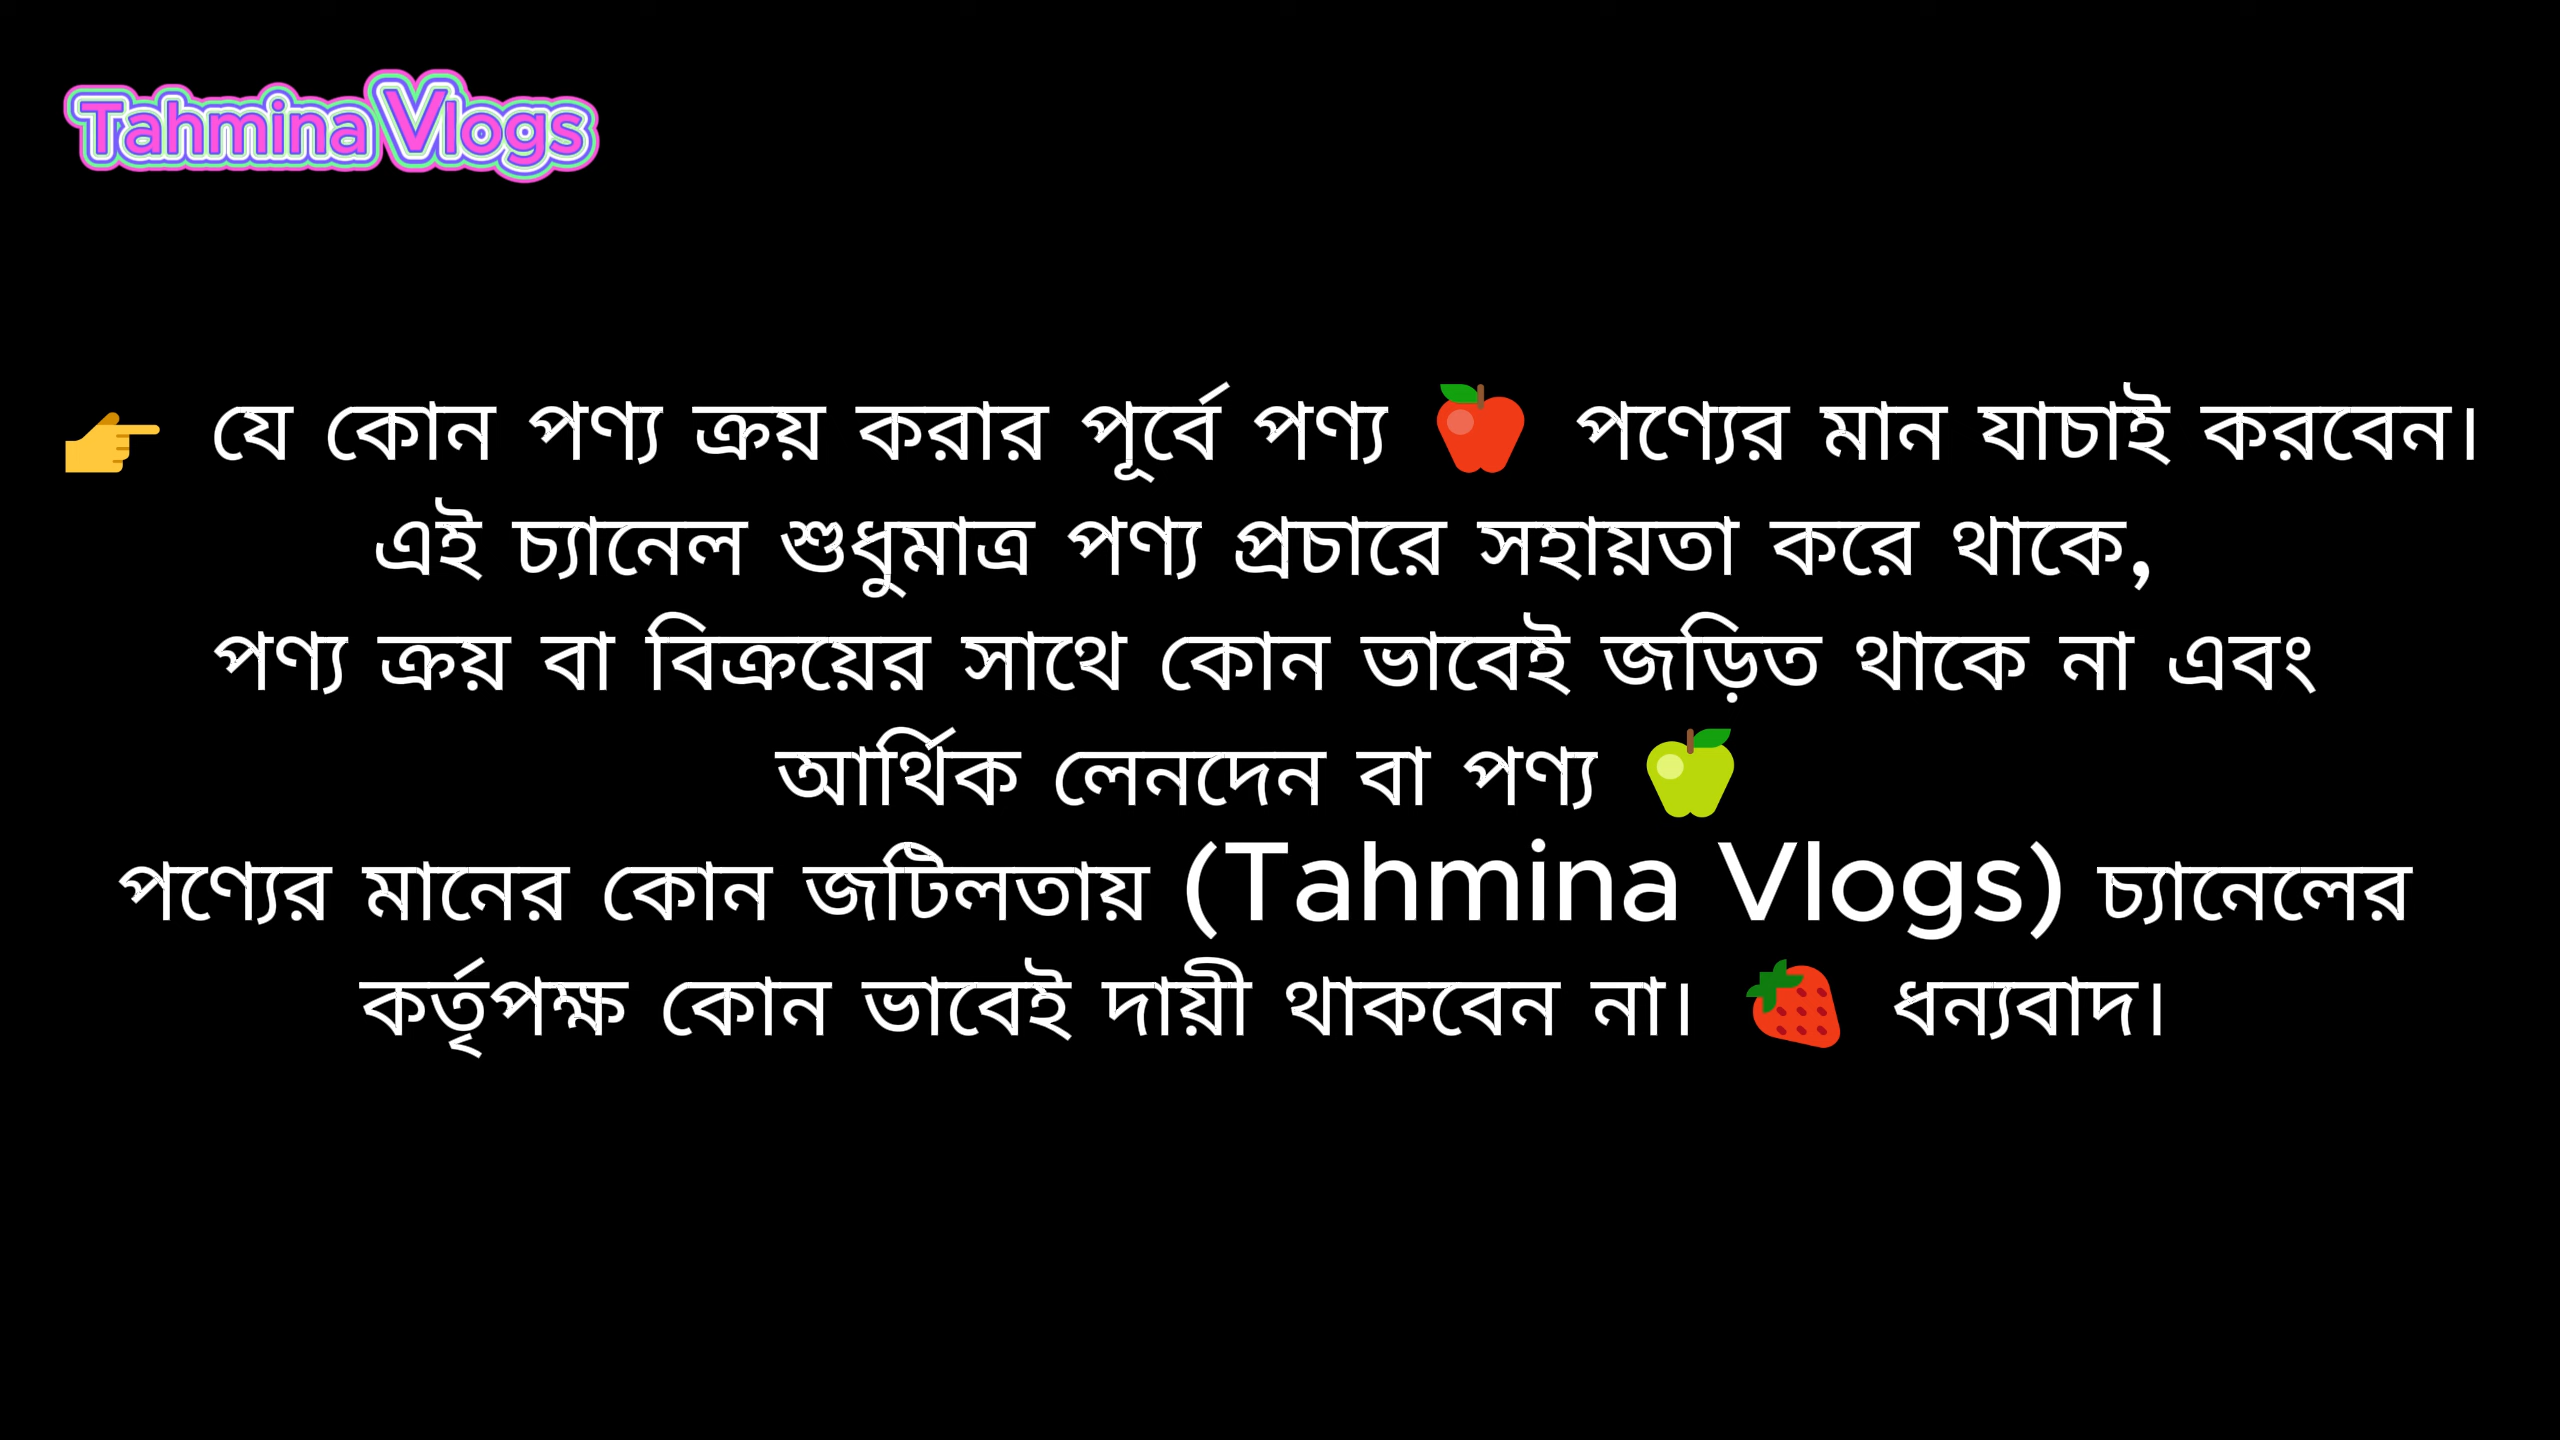 Tahmina Vlogs
👉 যে কোন পণ্য ক্রয় করার পূর্বে পণ্য 🍎 পণ্যের মান যাচাই করবেন।
এই চ্যানেল শুধুমাত্র পণ্য প্রচারে সহায়তা করে থাকে,
পণ্য ক্রয় বা বিক্রয়ের সাথে কোন ভাবেই জড়িত থাকে না এবং
আর্থিক লেনদেন বা পণ্য 🍏
পণ্যের মানের কোন জটিলতায় (Tahmina Vlogs) চ্যানেলের
কর্তৃপক্ষ কোন ভাবেই দায়ী থাকবেন না। 🍓 ধন্যবাদ।